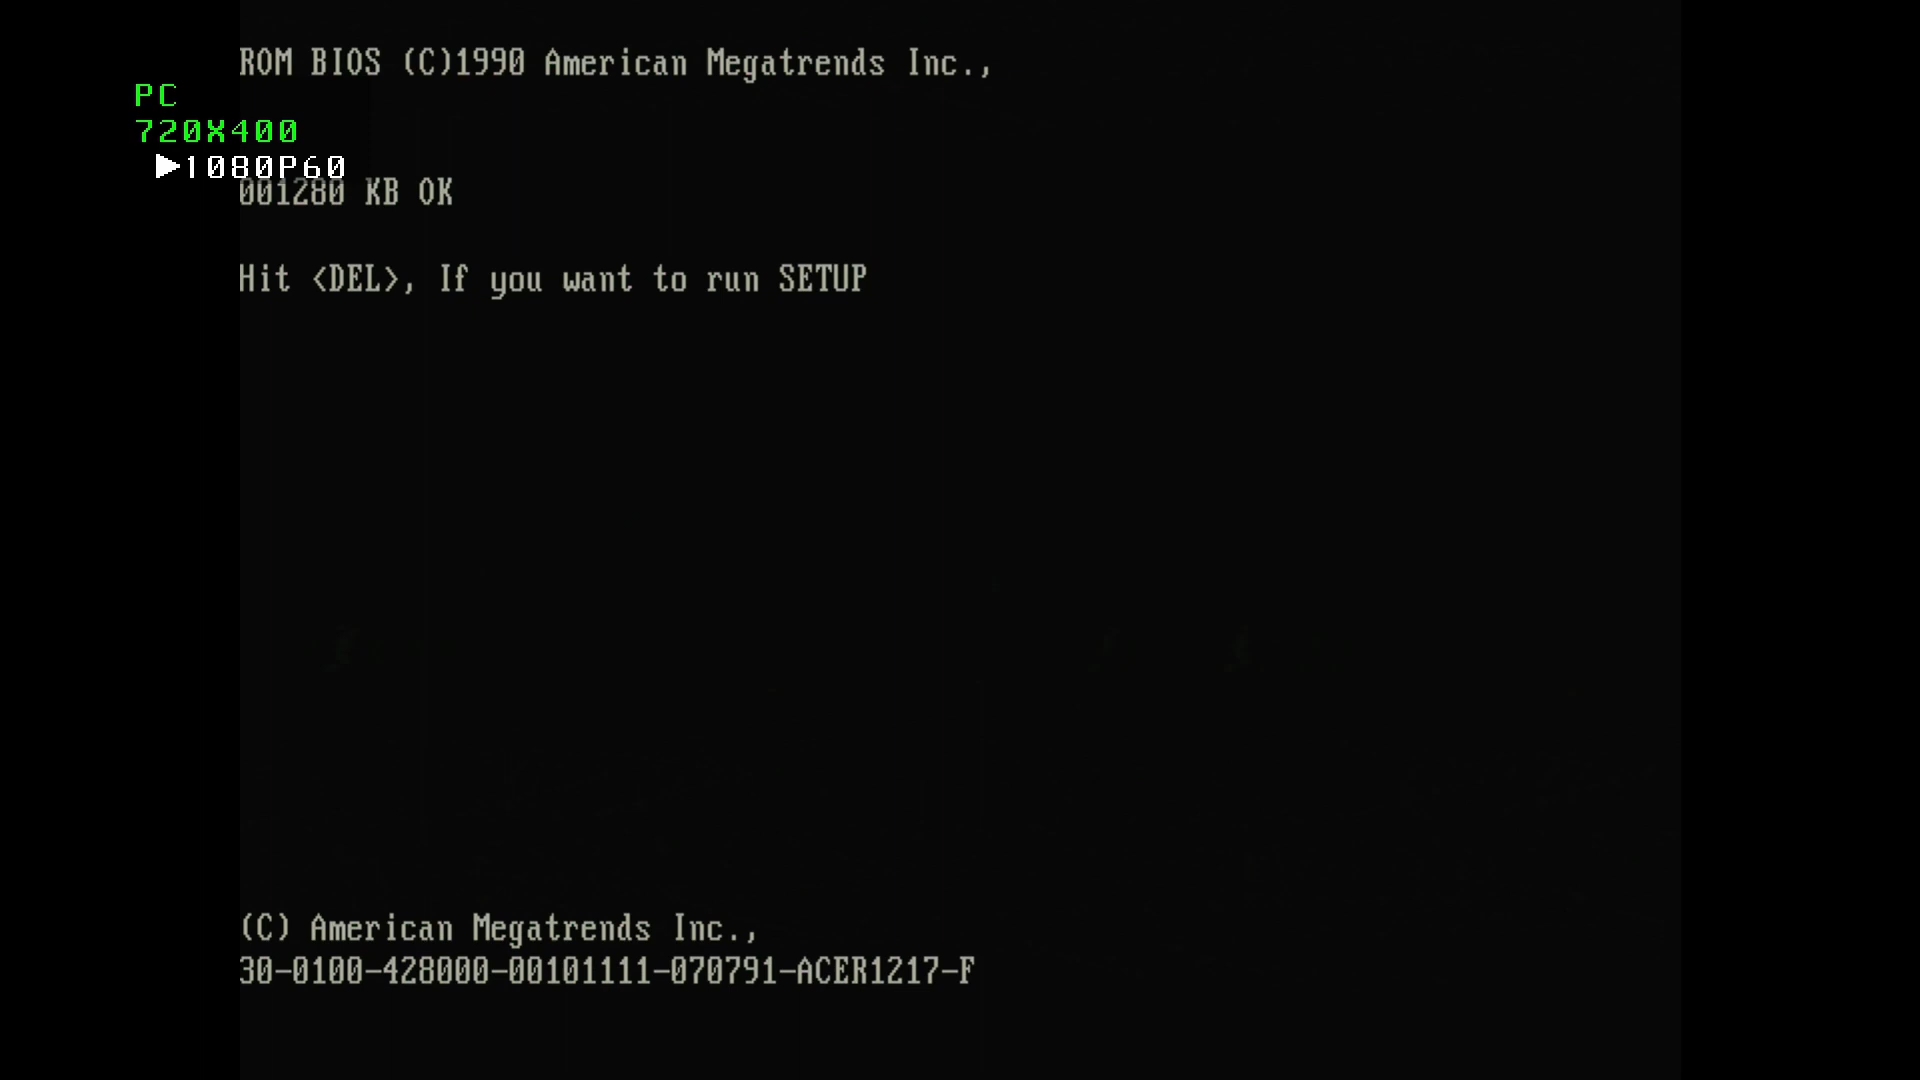 ROM BIOS (C)1990 American Megatrends Inc.,
PC
720X400
▶1080P60
001280 KB OK
Hit <DEL>, If you want to run SETUP
(C) American Megatrends Inc.,
30-0100-428000-00101111-070791-ACER1217-F